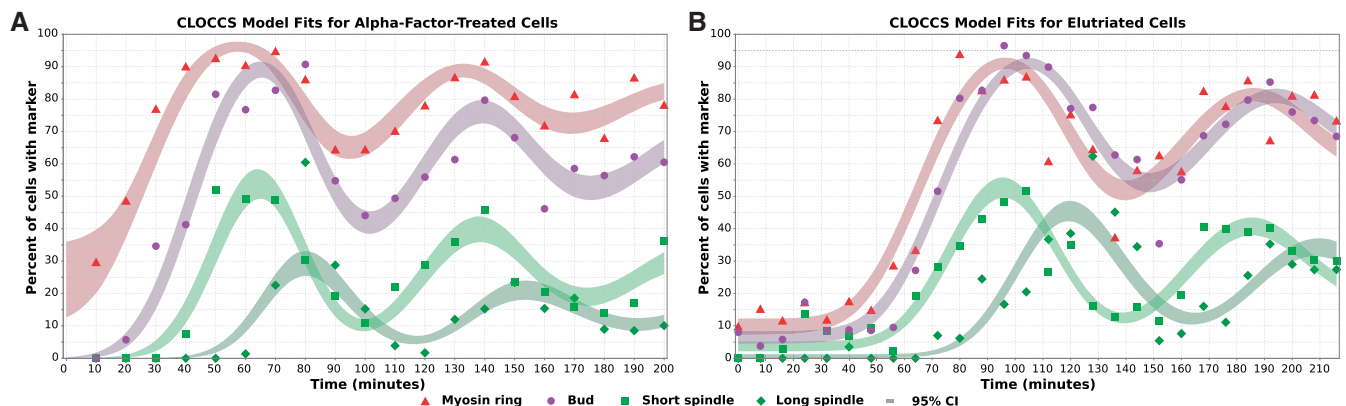 A
CLOCCS Model Fits for Alpha-Factor-Treated Cells
Percent of cells with marker
100
90
80
70
60
50
40
30
20
10
0
0 10 20 30 40 50 60 70 80 90 100 110 120 130 140 150 160 170 180 190 200
Time (minutes)
B
CLOCCS Model Fits for Elutriated Cells
Percent of cells with marker
100
90
80
70
60
50
40
30
20
10
0
0 10 20 30 40 50 60 70 80 90 100 110 120 130 140 150 160 170 180 190 200 210
Time (minutes)
Myosin ring Bud Short spindle Long spindle 95% CI